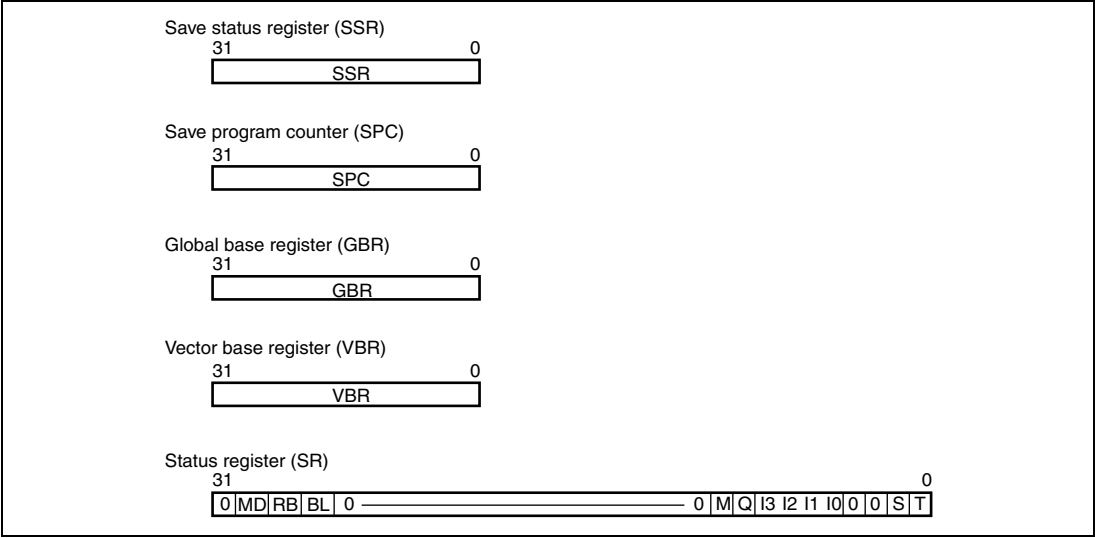 Save status register (SSR)
31 0
SSR
Save program counter (SPC)
31 0
SPC
Global base register (GBR)
31 0
GBR
Vector base register (VBR)
31 0
VBR
Status register (SR)
31 0
0 MD RB BL 0 0 M Q I3 I2 I1 I0 0 0 S T